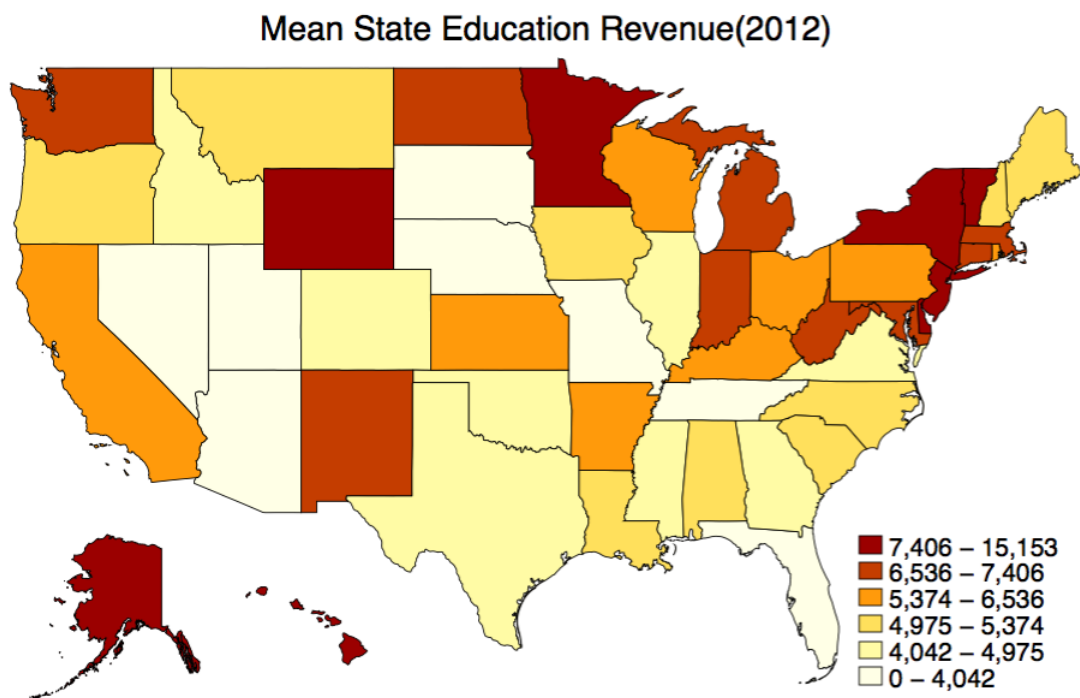 Mean State Education Revenue(2012)
7,406 – 15,153
6,536 – 7,406
5,374 – 6,536
4,975 – 5,374
4,042 – 4,975
0 – 4,042